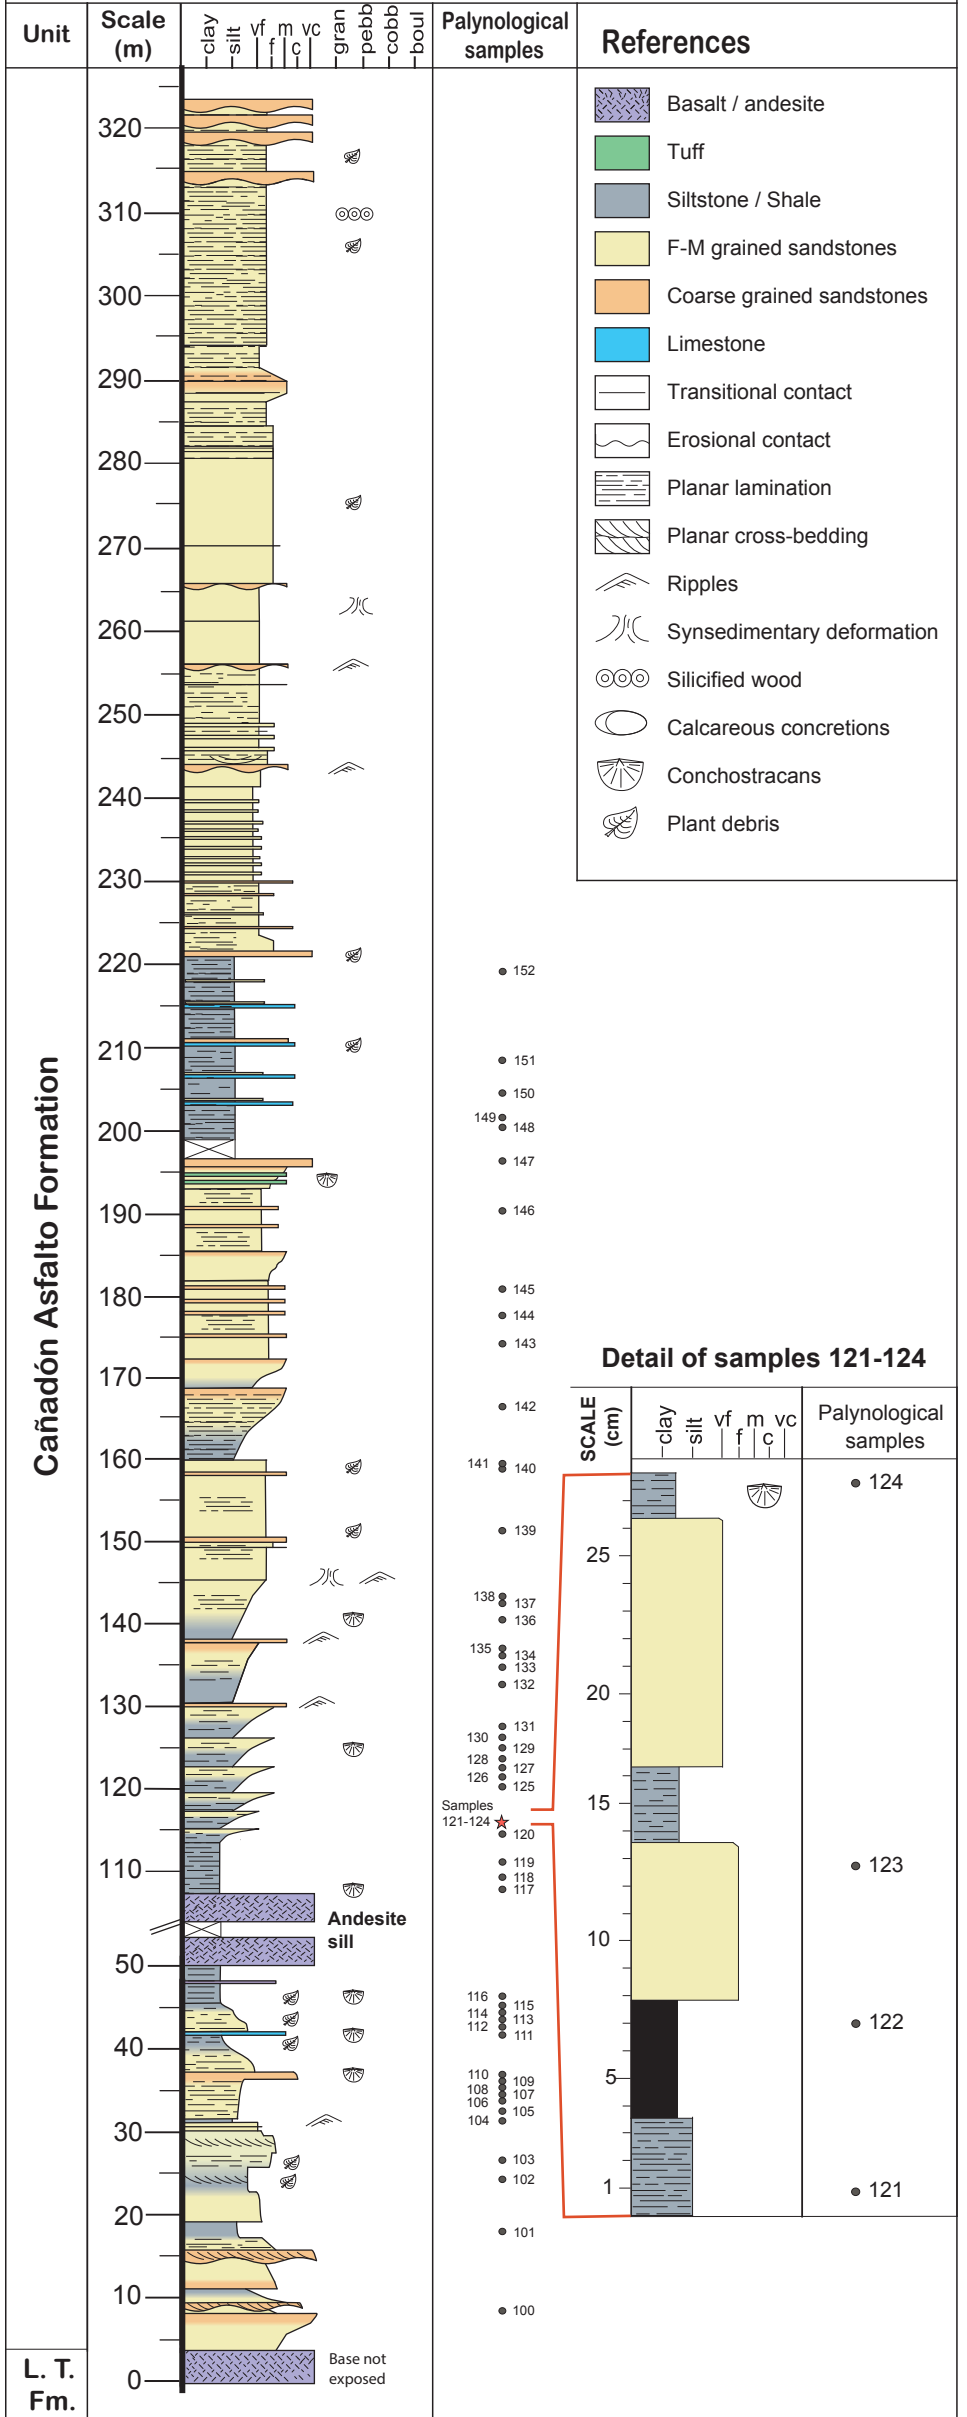 Unit
Scale
(m)
clay
silt
vf
f
m
c
vc
gran
pebb
cobb
boul
Palynological
samples
References
Basalt / andesite
Tuff
Siltstone / Shale
F-M grained sandstones
Coarse grained sandstones
Limestone
Transitional contact
Erosional contact
Planar lamination
Planar cross-bedding
Ripples
Synsedimentary deformation
Silicified wood
Calcareous concretions
Conchostracans
Plant debris
Cañadón Asfalto Formation
L. T.
Fm.
320
310
300
290
280
270
260
250
240
230
220
210
200
190
180
170
160
150
140
130
120
110
50
40
30
20
10
0
Andesite
sill
Base not
exposed
152
151
150
149
148
147
146
145
144
143
142
141
140
139
138
137
136
135
134
133
132
131
130
129
128
127
126
125
Samples
121-124
120
119
118
117
116
115
114
113
112
111
110
109
108
107
106
105
104
103
102
101
100
Detail of samples 121-124
SCALE
(cm)
clay
silt
vf
f
m
c
vc
Palynological
samples
25
20
15
10
5
1
124
123
122
121